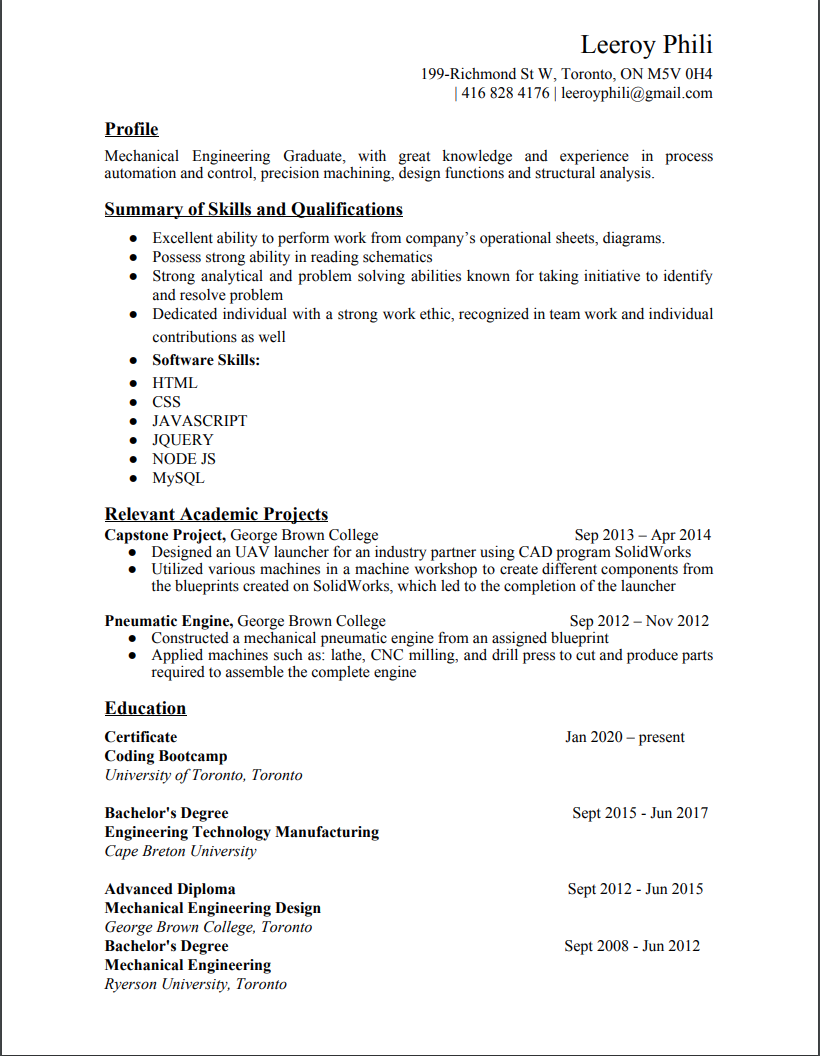 Leeroy Phili
199-Richmond St W, Toronto, ON M5V 0H4
| 416 828 4176 | leeroyphili@gmail.com
Profile
Mechanical Engineering Graduate, with great knowledge and experience in process
automation and control, precision machining, design functions and structural analysis.
Summary of Skills and Qualifications
● Excellent ability to perform work from company’s operational sheets, diagrams.
● Possess strong ability in reading schematics
● Strong analytical and problem solving abilities known for taking initiative to identify
and resolve problem
● Dedicated individual with a strong work ethic, recognized in team work and individual
contributions as well
● Software Skills:
● HTML
● CSS
● JAVASCRIPT
● JQUERY
● NODE JS
● MySQL
Relevant Academic Projects
Capstone Project, George Brown College Sep 2013 – Apr 2014
● Designed an UAV launcher for an industry partner using CAD program SolidWorks
● Utilized various machines in a machine workshop to create different components from
the blueprints created on SolidWorks, which led to the completion of the launcher
Pneumatic Engine, George Brown College Sep 2012 – Nov 2012
● Constructed a mechanical pneumatic engine from an assigned blueprint
● Applied machines such as: lathe, CNC milling, and drill press to cut and produce parts
required to assemble the complete engine
Education
Certificate Jan 2020 – present
Coding Bootcamp
University of Toronto, Toronto
Bachelor's Degree Sept 2015 - Jun 2017
Engineering Technology Manufacturing
Cape Breton University
Advanced Diploma Sept 2012 - Jun 2015
Mechanical Engineering Design
George Brown College, Toronto
Bachelor's Degree Sept 2008 - Jun 2012
Mechanical Engineering
Ryerson University, Toronto